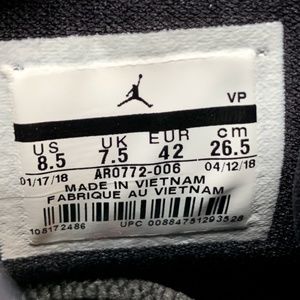 VP
US UK EUR cm
8.5 7.5 42 26.5
01/17/18 AR0772-006 04/12/18
MADE IN VIETNAM
FABRIQUE AU VIETNAM
108172486 UPC 00884751293528